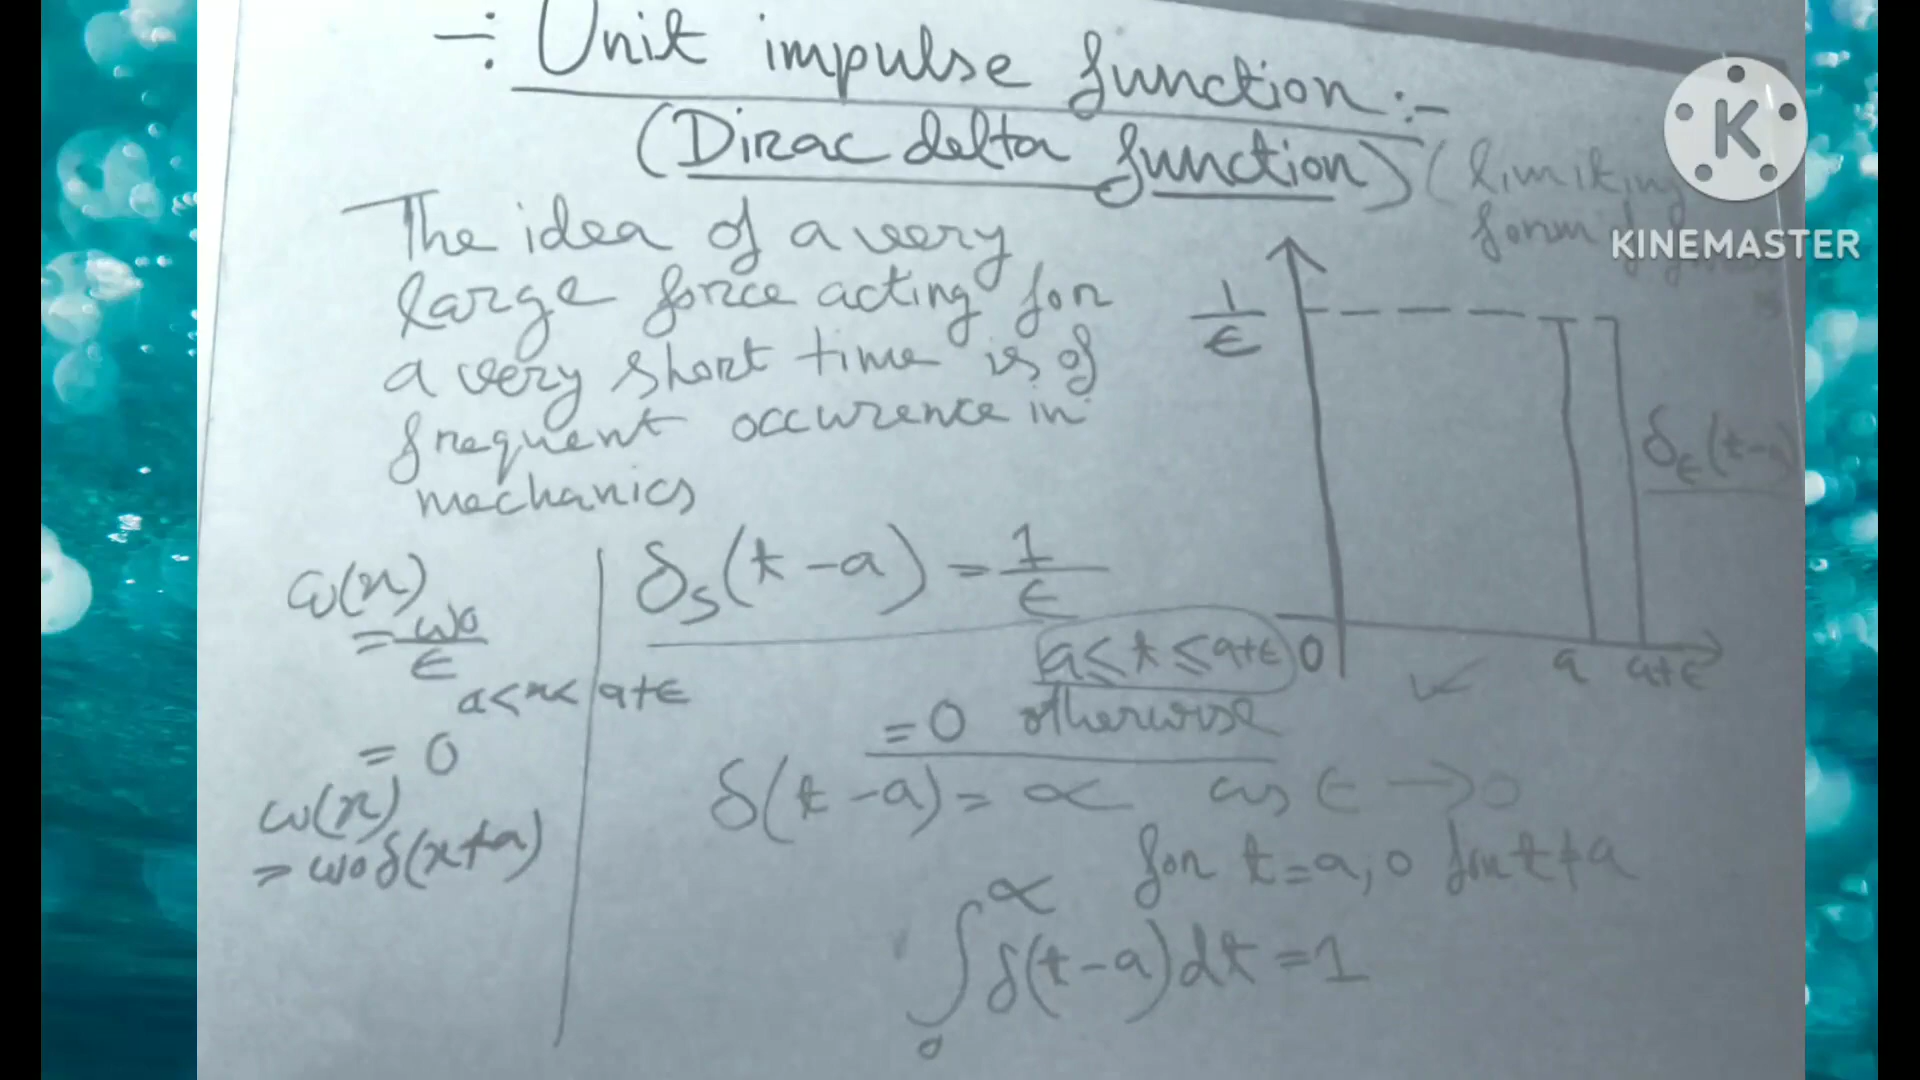 -: Unit impulse function :-
(Dirac delta function) (limiting
form
K
KINEMASTER
The idea of a very
large force acting for
a very short time is of
frequent occurence in
mechanics
1/ϵ
δϵ(t-a)
0 a a+ϵ
ω(x)
= ω0/ϵ
a<x<a+ϵ
= 0
ω(x)
= ω0δ(x-a)
δs(t-a) = 1/ϵ
a≤t≤a+ϵ
=0 otherwise
δ(t-a) = ∝ as ϵ→0
for t=a, 0 for t≠a
∫₀^∝ δ(t-a)dt = 1